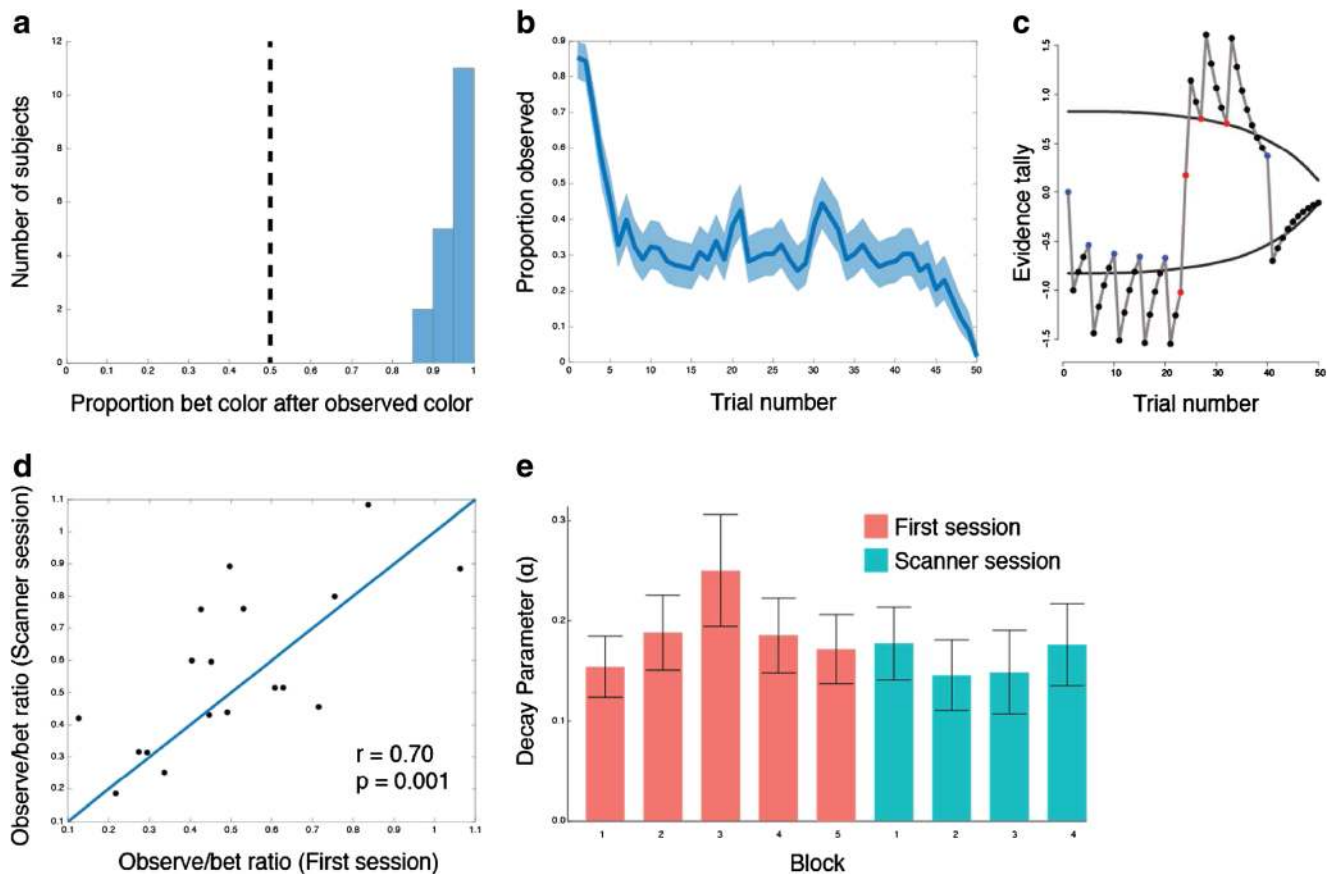 a
12
10
8
6
4
2
0
Number of subjects
0 0.1 0.2 0.3 0.4 0.5 0.6 0.7 0.8 0.9 1
Proportion bet color after observed color
b
0.9
0.8
0.7
0.6
0.5
0.4
0.3
0.2
0.1
0
Proportion observed
0 5 10 15 20 25 30 35 40 45 50
Trial number
c
1.5
1.0
0.5
0.0
-0.5
-1.0
-1.5
Evidence tally
0 10 20 30 40 50
Trial number
d
1.1
1
0.9
0.8
0.7
0.6
0.5
0.4
0.3
0.2
0.1
Observe/bet ratio (Scanner session)
r = 0.70
p = 0.001
0.1 0.2 0.3 0.4 0.5 0.6 0.7 0.8 0.9 1 1.1
Observe/bet ratio (First session)
e
0.3
0.2
0.1
0.0
Decay Parameter (α)
First session
Scanner session
1 2 3 4 5 1 2 3 4
Block